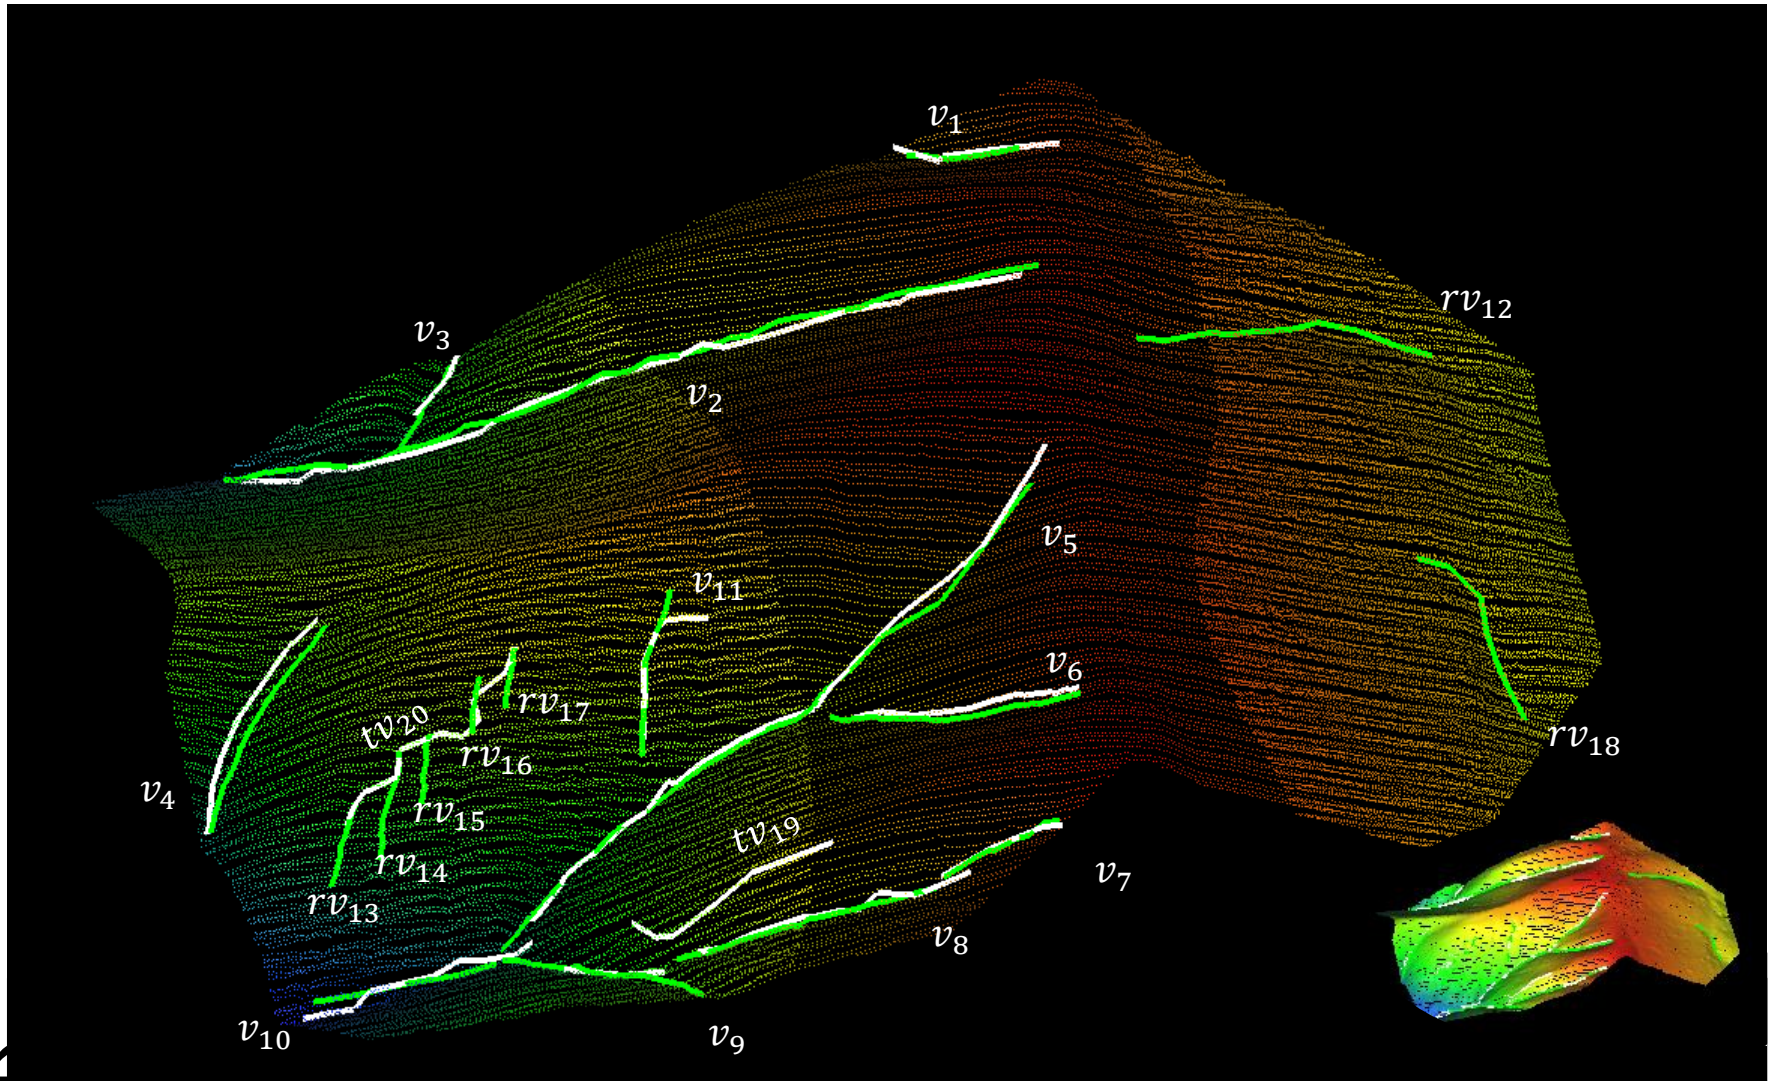 v₁
rv₁₂
v₃
v₂
v₅
v₁₁
v₆
rv₁₇
tv₂₀
rv₁₈
rv₁₆
v₄
rv₁₅
tv₁₉
rv₁₄
v₇
rv₁₃
v₈
v₁₀
v₉